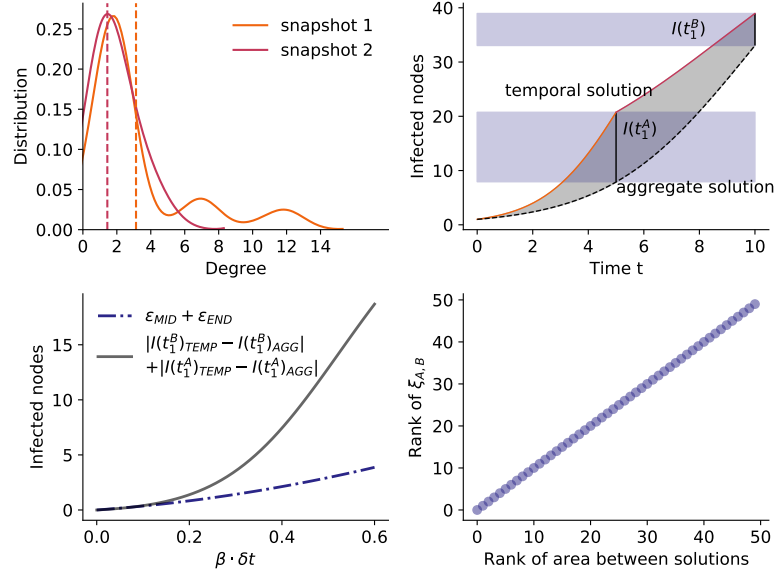 snapshot 1
snapshot 2
Distribution
0.25
0.20
0.15
0.10
0.05
0.00
0 2 4 6 8 10 12 14
Degree
I(t₁ᴮ)
temporal solution
I(t₁ᴬ)
aggregate solution
Infected nodes
40
30
20
10
0
0 2 4 6 8 10
Time t
ε_MID + ε_END
|I(t₁ᴮ)_TEMP − I(t₁ᴮ)_AGG|
+|I(t₁ᴬ)_TEMP − I(t₁ᴬ)_AGG|
Infected nodes
15
10
5
0
0.0 0.2 0.4 0.6
β · δt
Rank of ξ_A,B
50
40
30
20
10
0
0 10 20 30 40 50
Rank of area between solutions